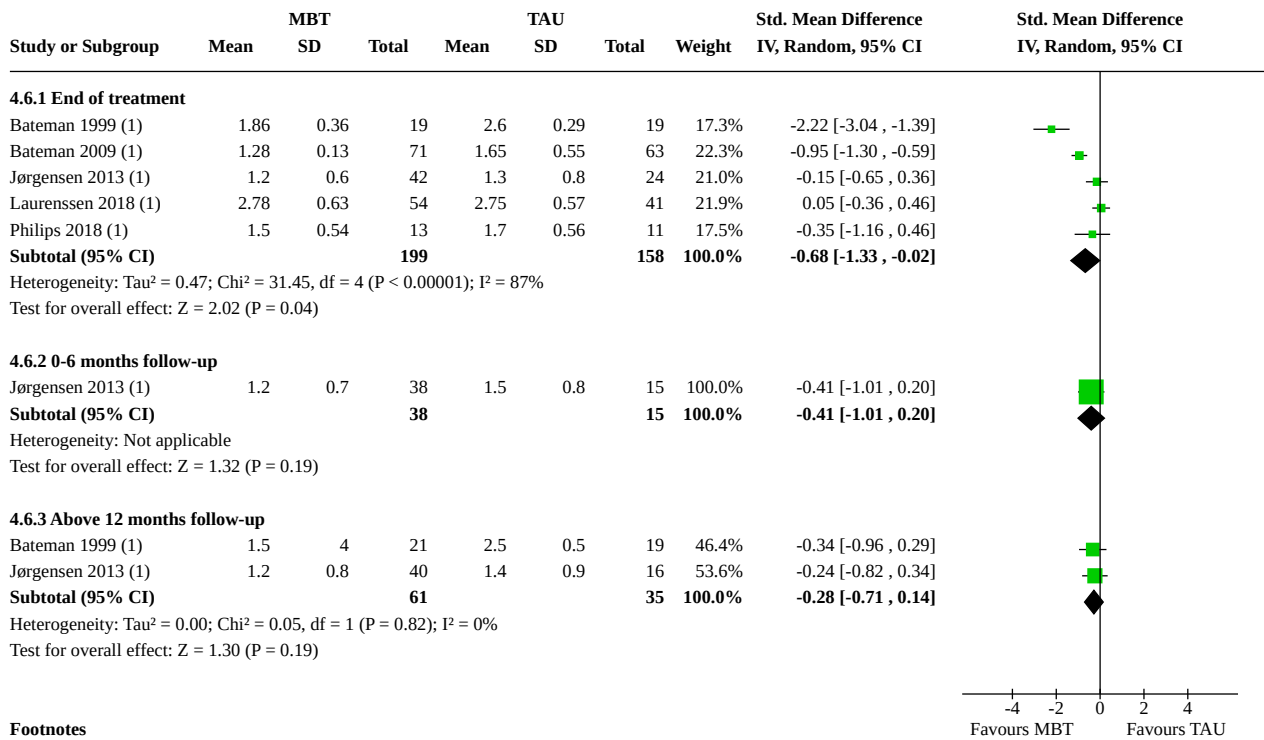 MBT TAU Std. Mean Difference Std. Mean Difference
Study or Subgroup Mean SD Total Mean SD Total Weight IV, Random, 95% CI IV, Random, 95% CI
4.6.1 End of treatment
Bateman 1999 (1) 1.86 0.36 19 2.6 0.29 19 17.3% -2.22 [-3.04 , -1.39]
Bateman 2009 (1) 1.28 0.13 71 1.65 0.55 63 22.3% -0.95 [-1.30 , -0.59]
Jørgensen 2013 (1) 1.2 0.6 42 1.3 0.8 24 21.0% -0.15 [-0.65 , 0.36]
Laurenssen 2018 (1) 2.78 0.63 54 2.75 0.57 41 21.9% 0.05 [-0.36 , 0.46]
Philips 2018 (1) 1.5 0.54 13 1.7 0.56 11 17.5% -0.35 [-1.16 , 0.46]
Subtotal (95% CI) 199 158 100.0% -0.68 [-1.33 , -0.02]
Heterogeneity: Tau² = 0.47; Chi² = 31.45, df = 4 (P < 0.00001); I² = 87%
Test for overall effect: Z = 2.02 (P = 0.04)
4.6.2 0-6 months follow-up
Jørgensen 2013 (1) 1.2 0.7 38 1.5 0.8 15 100.0% -0.41 [-1.01 , 0.20]
Subtotal (95% CI) 38 15 100.0% -0.41 [-1.01 , 0.20]
Heterogeneity: Not applicable
Test for overall effect: Z = 1.32 (P = 0.19)
4.6.3 Above 12 months follow-up
Bateman 1999 (1) 1.5 4 21 2.5 0.5 19 46.4% -0.34 [-0.96 , 0.29]
Jørgensen 2013 (1) 1.2 0.8 40 1.4 0.9 16 53.6% -0.24 [-0.82 , 0.34]
Subtotal (95% CI) 61 35 100.0% -0.28 [-0.71 , 0.14]
Heterogeneity: Tau² = 0.00; Chi² = 0.05, df = 1 (P = 0.82); I² = 0%
Test for overall effect: Z = 1.30 (P = 0.19)
-4 -2 0 2 4
Footnotes Favours MBT Favours TAU